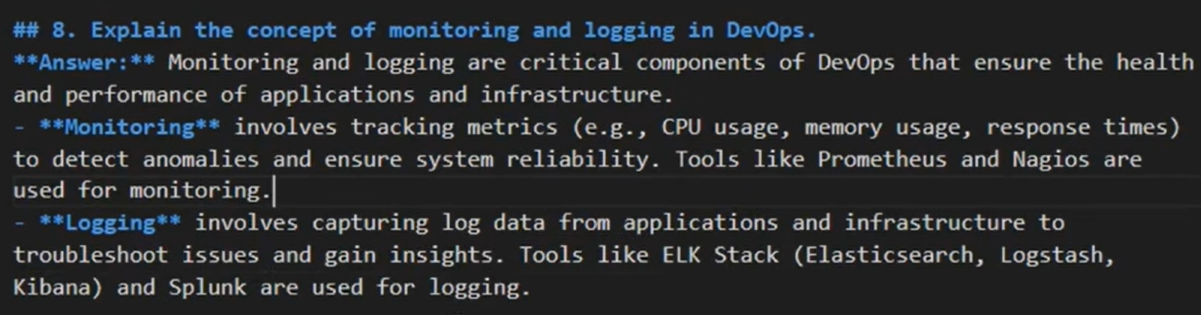 ## 8. Explain the concept of monitoring and logging in DevOps.
**Answer:** Monitoring and logging are critical components of DevOps that ensure the health
and performance of applications and infrastructure.
- **Monitoring** involves tracking metrics (e.g., CPU usage, memory usage, response times)
to detect anomalies and ensure system reliability. Tools like Prometheus and Nagios are
used for monitoring.
- **Logging** involves capturing log data from applications and infrastructure to
troubleshoot issues and gain insights. Tools like ELK Stack (Elasticsearch, Logstash,
Kibana) and Splunk are used for logging.